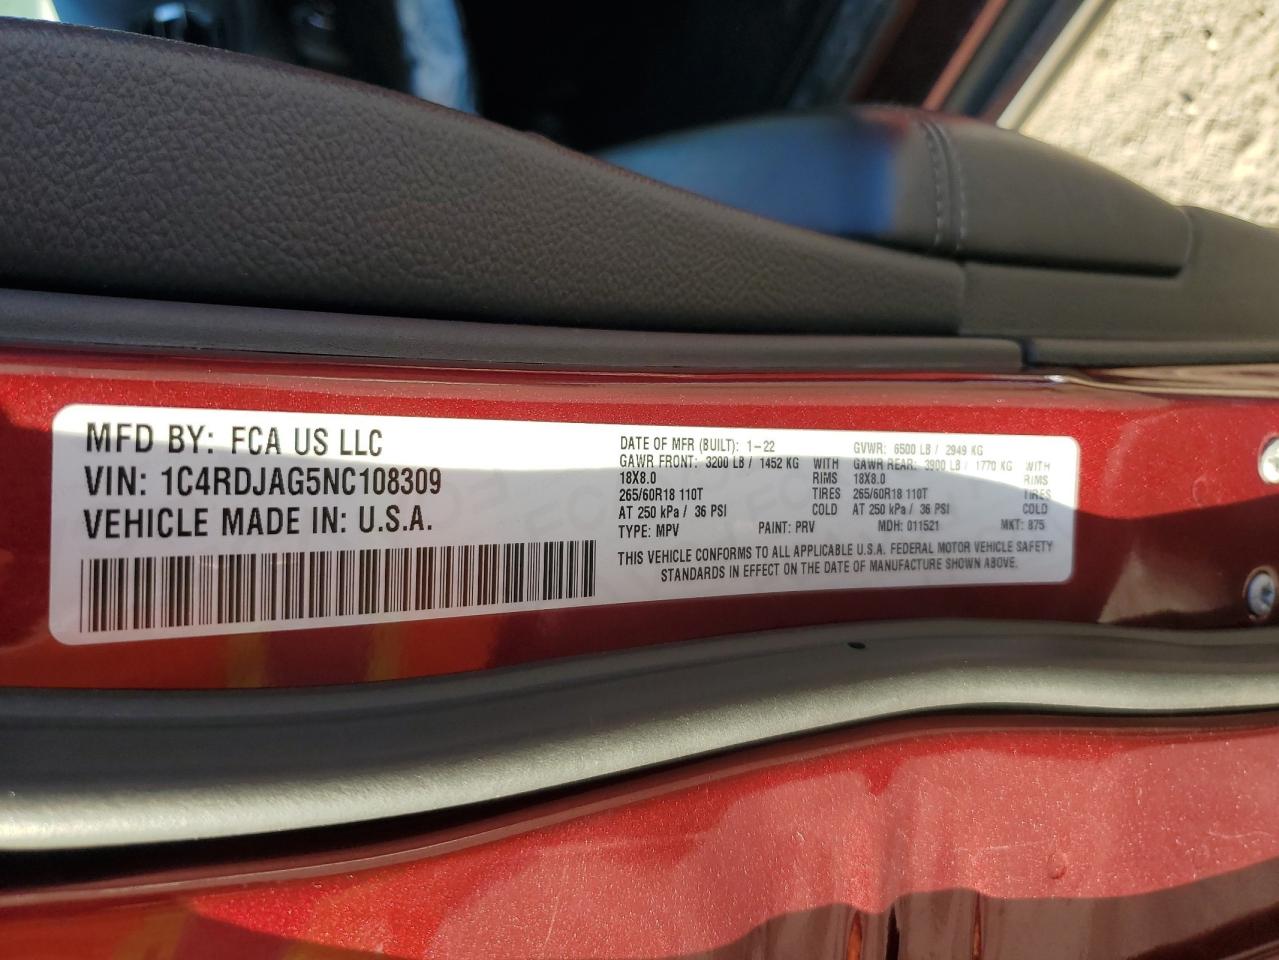 MFD BY: FCA US LLC
VIN: 1C4RDJAG5NC108309
VEHICLE MADE IN: U.S.A.
DATE OF MFR (BUILT): 1-22 GVWR: 6500 LB / 2949 KG
GAWR FRONT: 3200 LB / 1452 KG WITH GAWR REAR: 3900 LB / 1770 KG WITH
18X8.0 RIMS 18X8.0 RIMS
265/60R18 110T TIRES 265/60R18 110T TIRES
AT 250 kPa / 36 PSI COLD AT 250 kPa / 36 PSI COLD
TYPE: MPV PAINT: PRV MDH: 011521 MKT: 875
THIS VEHICLE CONFORMS TO ALL APPLICABLE U.S.A. FEDERAL MOTOR VEHICLE SAFETY
STANDARDS IN EFFECT ON THE DATE OF MANUFACTURE SHOWN ABOVE.